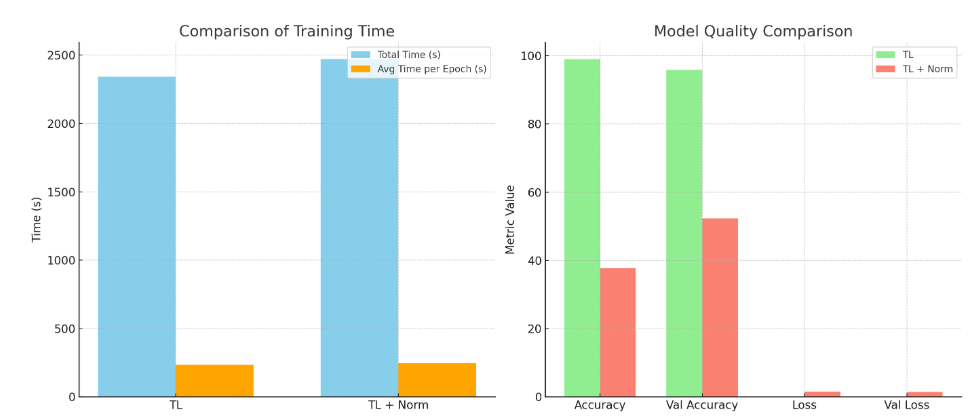 Comparison of Training Time
Total Time (s)
Avg Time per Epoch (s)
2500
2000
1500
1000
500
0
Time (s)
TL
TL + Norm
Model Quality Comparison
TL
TL + Norm
100
80
60
40
20
0
Metric Value
Accuracy
Val Accuracy
Loss
Val Loss